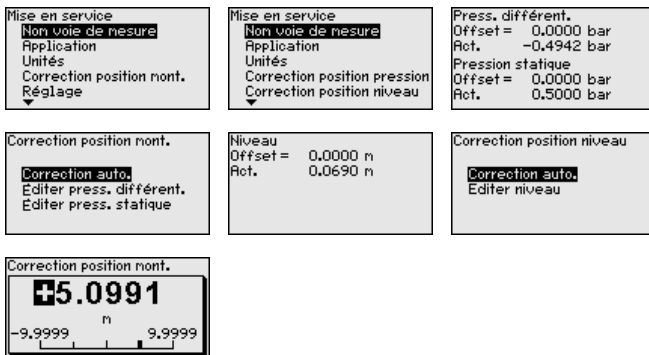 Mise en service
Nom voie de mesure
Application
Unités
Correction position mont.
Réglage
Mise en service
Nom voie de mesure
Application
Unités
Correction position pression
Correction position niveau
Press. différent.
Offset = 0.0000 bar
Act. -0.4942 bar
Pression statique
Offset = 0.0000 bar
Act. 0.5000 bar
Correction position mont.
Correction auto.
Éditer press. différent.
Éditer press. statique
Niveau
Offset = 0.0000 m
Act. 0.0690 m
Correction position niveau
Correction auto.
Editer niveau
Correction position mont.
+5.0991
m
-9.9999 9.9999